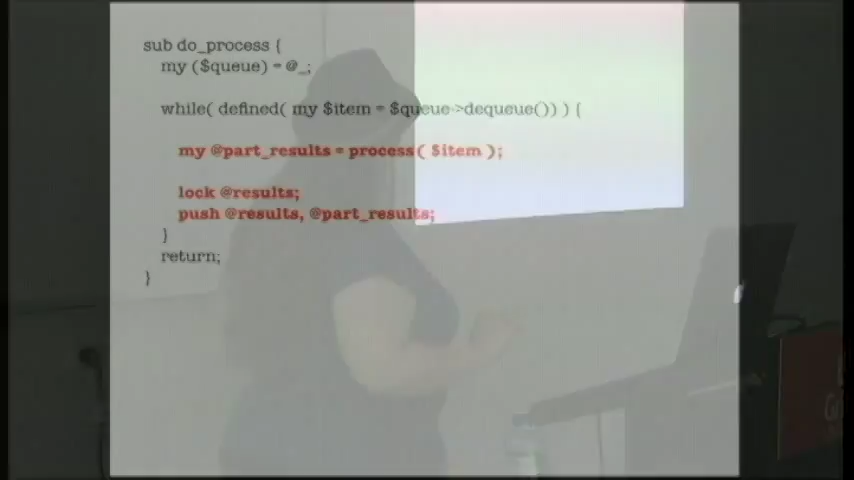 sub do_process {
my ($queue) = @_;
while( defined( my $item = $queue->dequeue()) ) {
my @part_results = process( $item );
lock @results;
push @results, @part_results;
}
return;
}